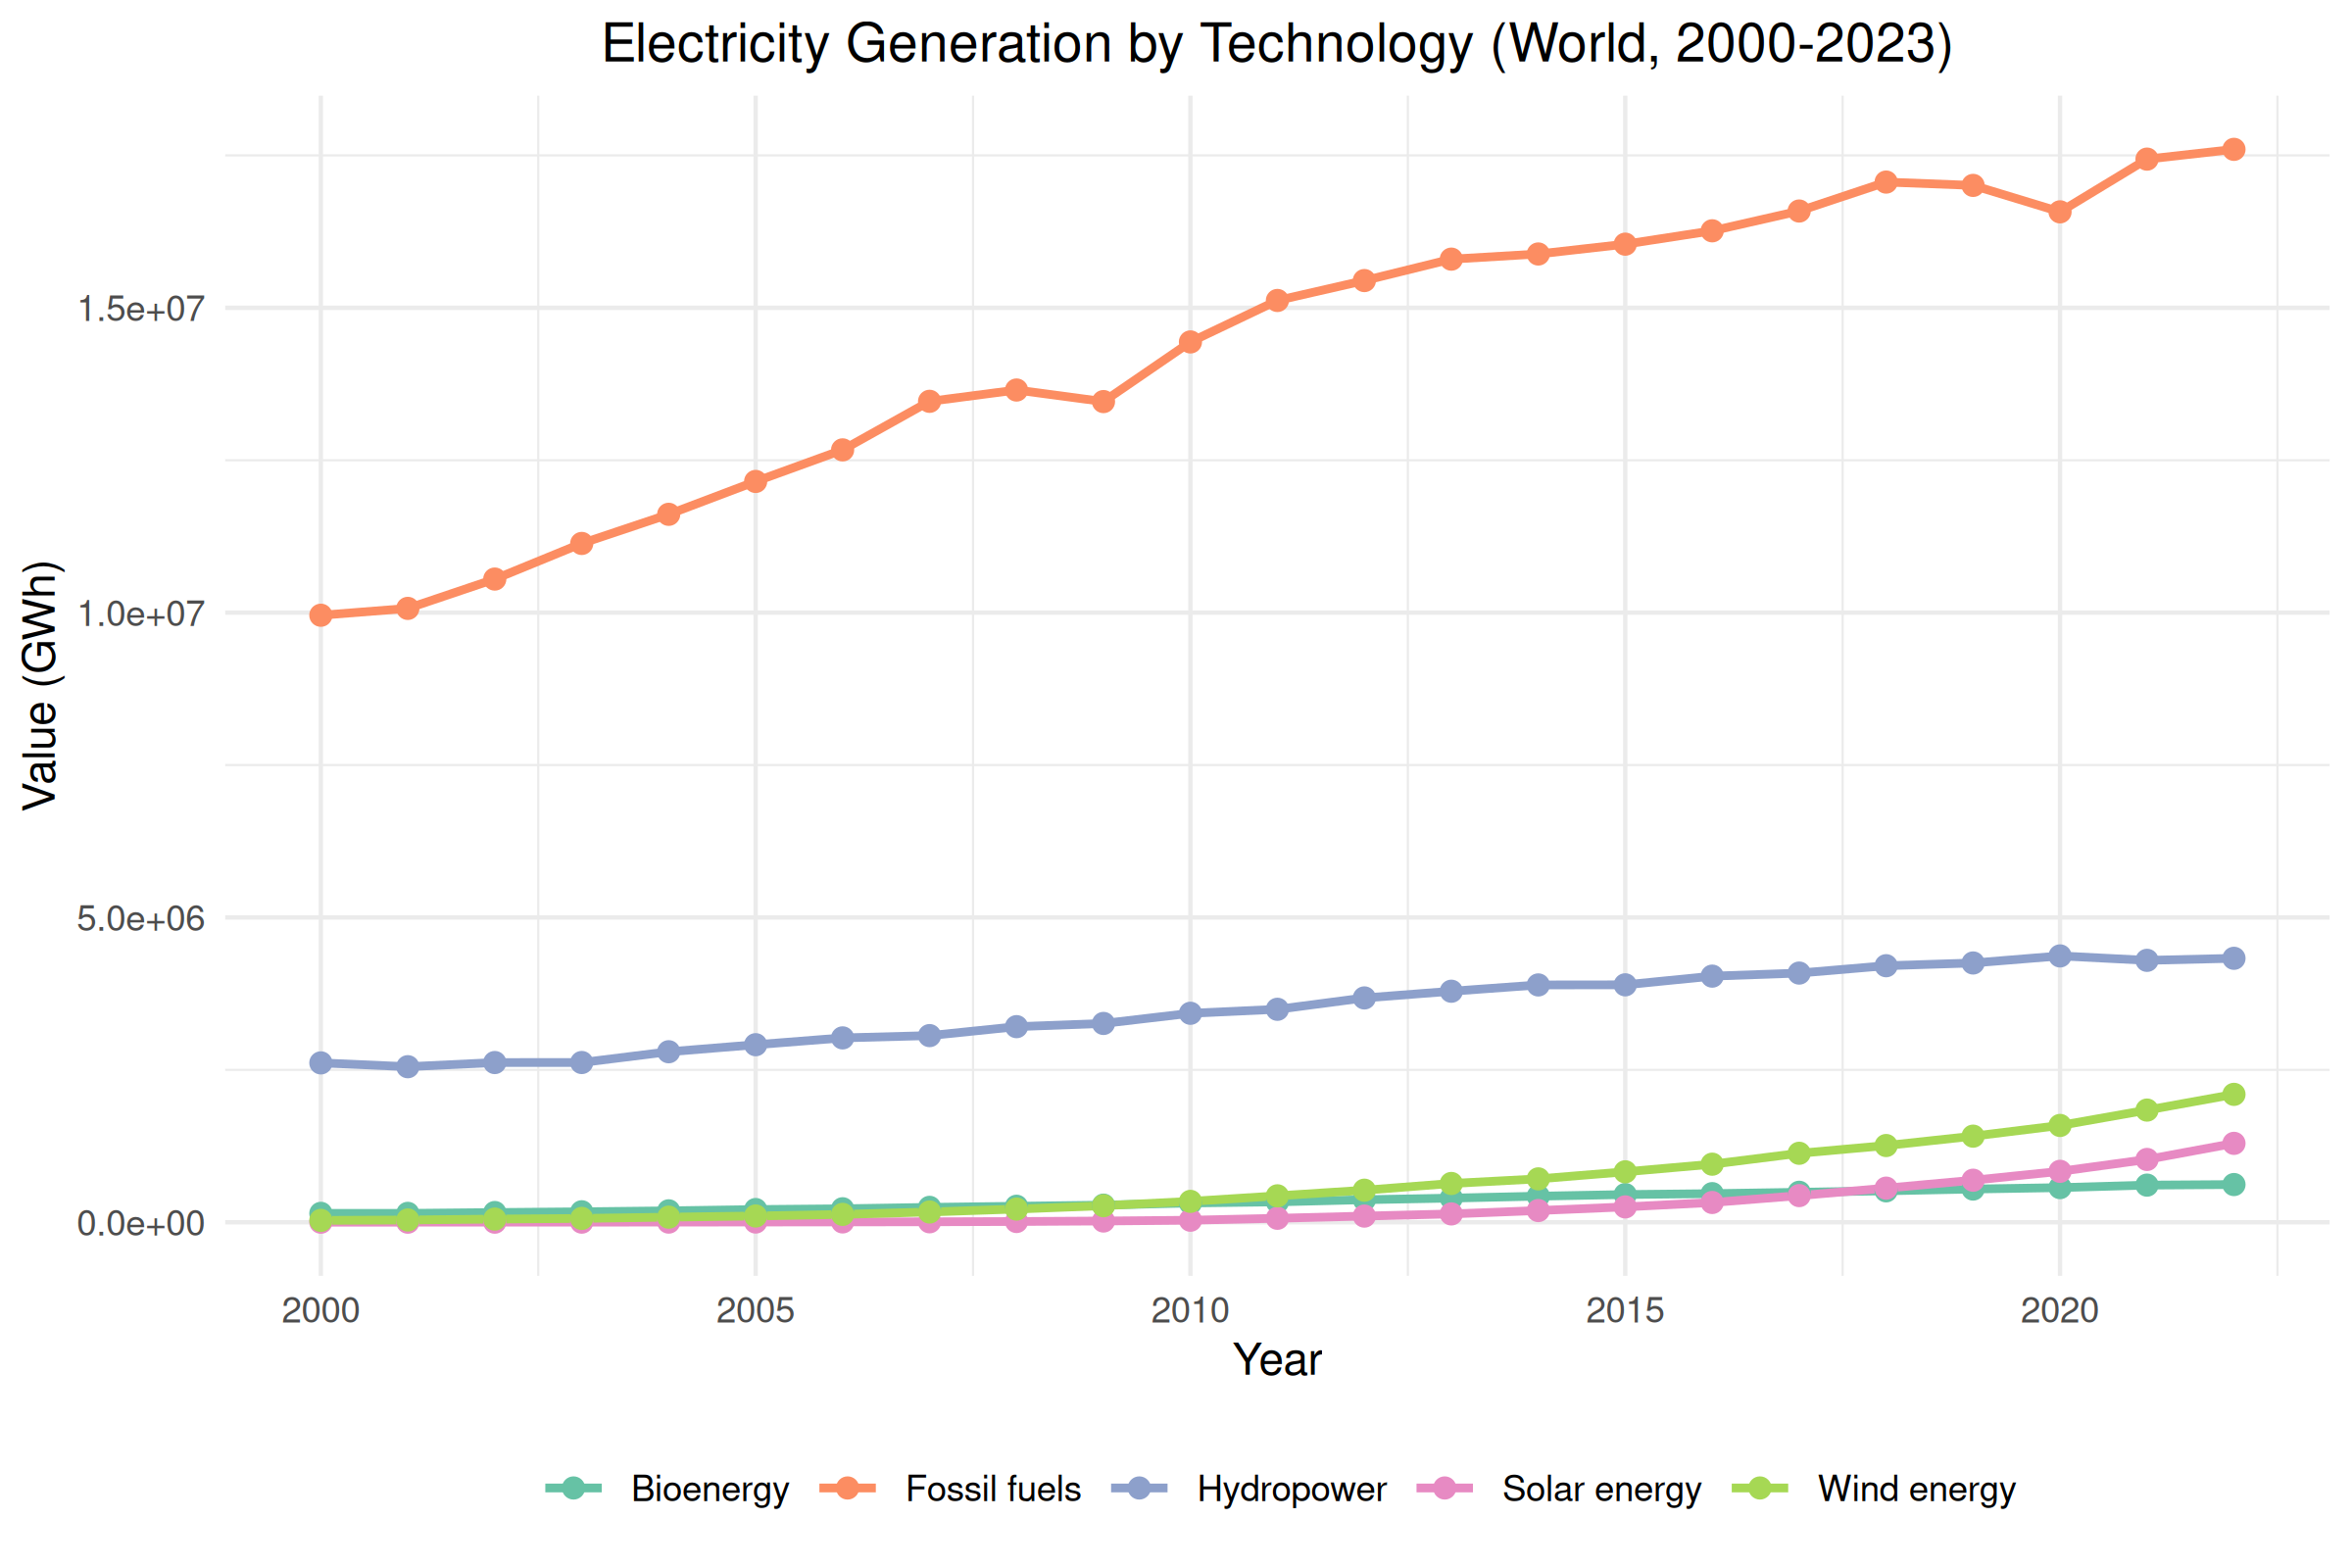 Electricity Generation by Technology (World, 2000-2023)
Value (GWh)
1.5e+07
1.0e+07
5.0e+06
0.0e+00
2000 2005 2010 2015 2020
Year
Bioenergy Fossil fuels Hydropower Solar energy Wind energy